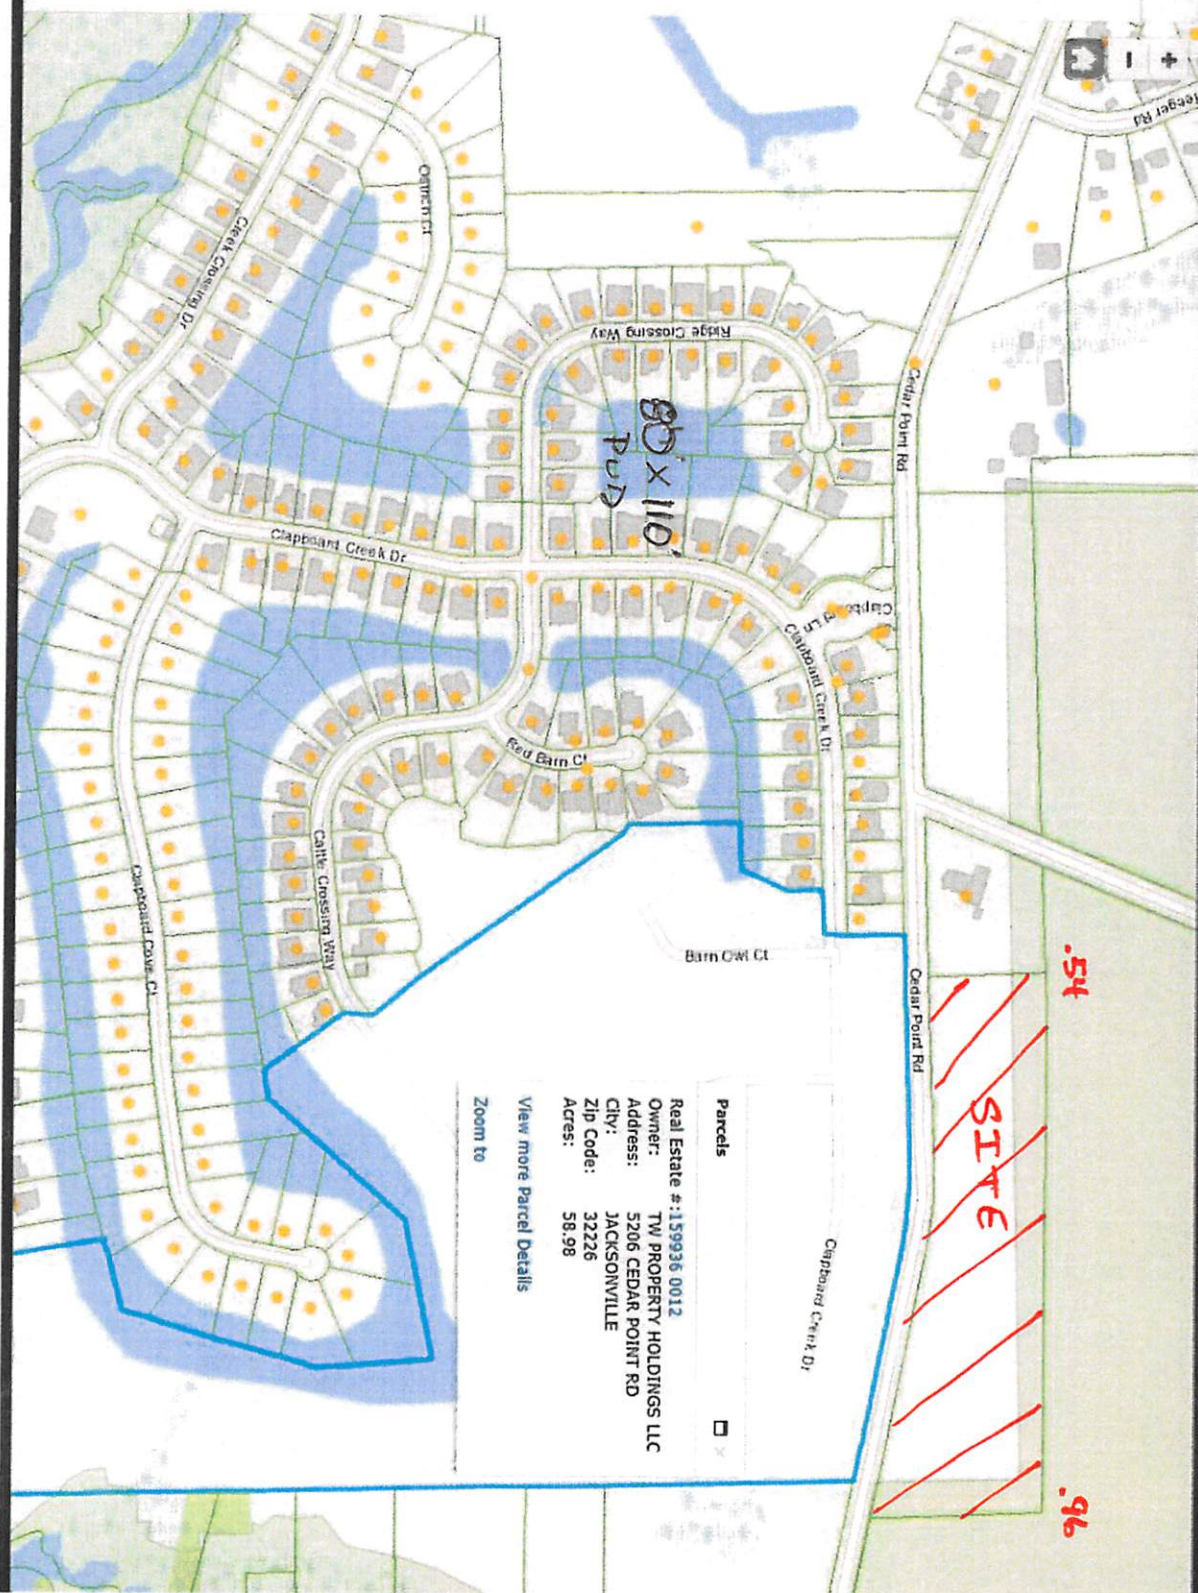 +
−
Cedar Point Rd
Ridge Crossing Way
Creek Crossing Dr
80' x 110'
PUD
Clapboard Creek Dr
Clapboard Creek Dr
Red Barn Ct
Cattle Crossing Way
Clapboard Cove Ct
Barn Owl Ct
Cedar Point Rd
.54
SITE
.96
Clapboard Creek Dr
Parcels
Real Estate #:159936 0012
Owner: TW PROPERTY HOLDINGS LLC
Address: 5206 CEDAR POINT RD
City: JACKSONVILLE
Zip Code: 32226
Acres: 58.98
View more Parcel Details
Zoom to